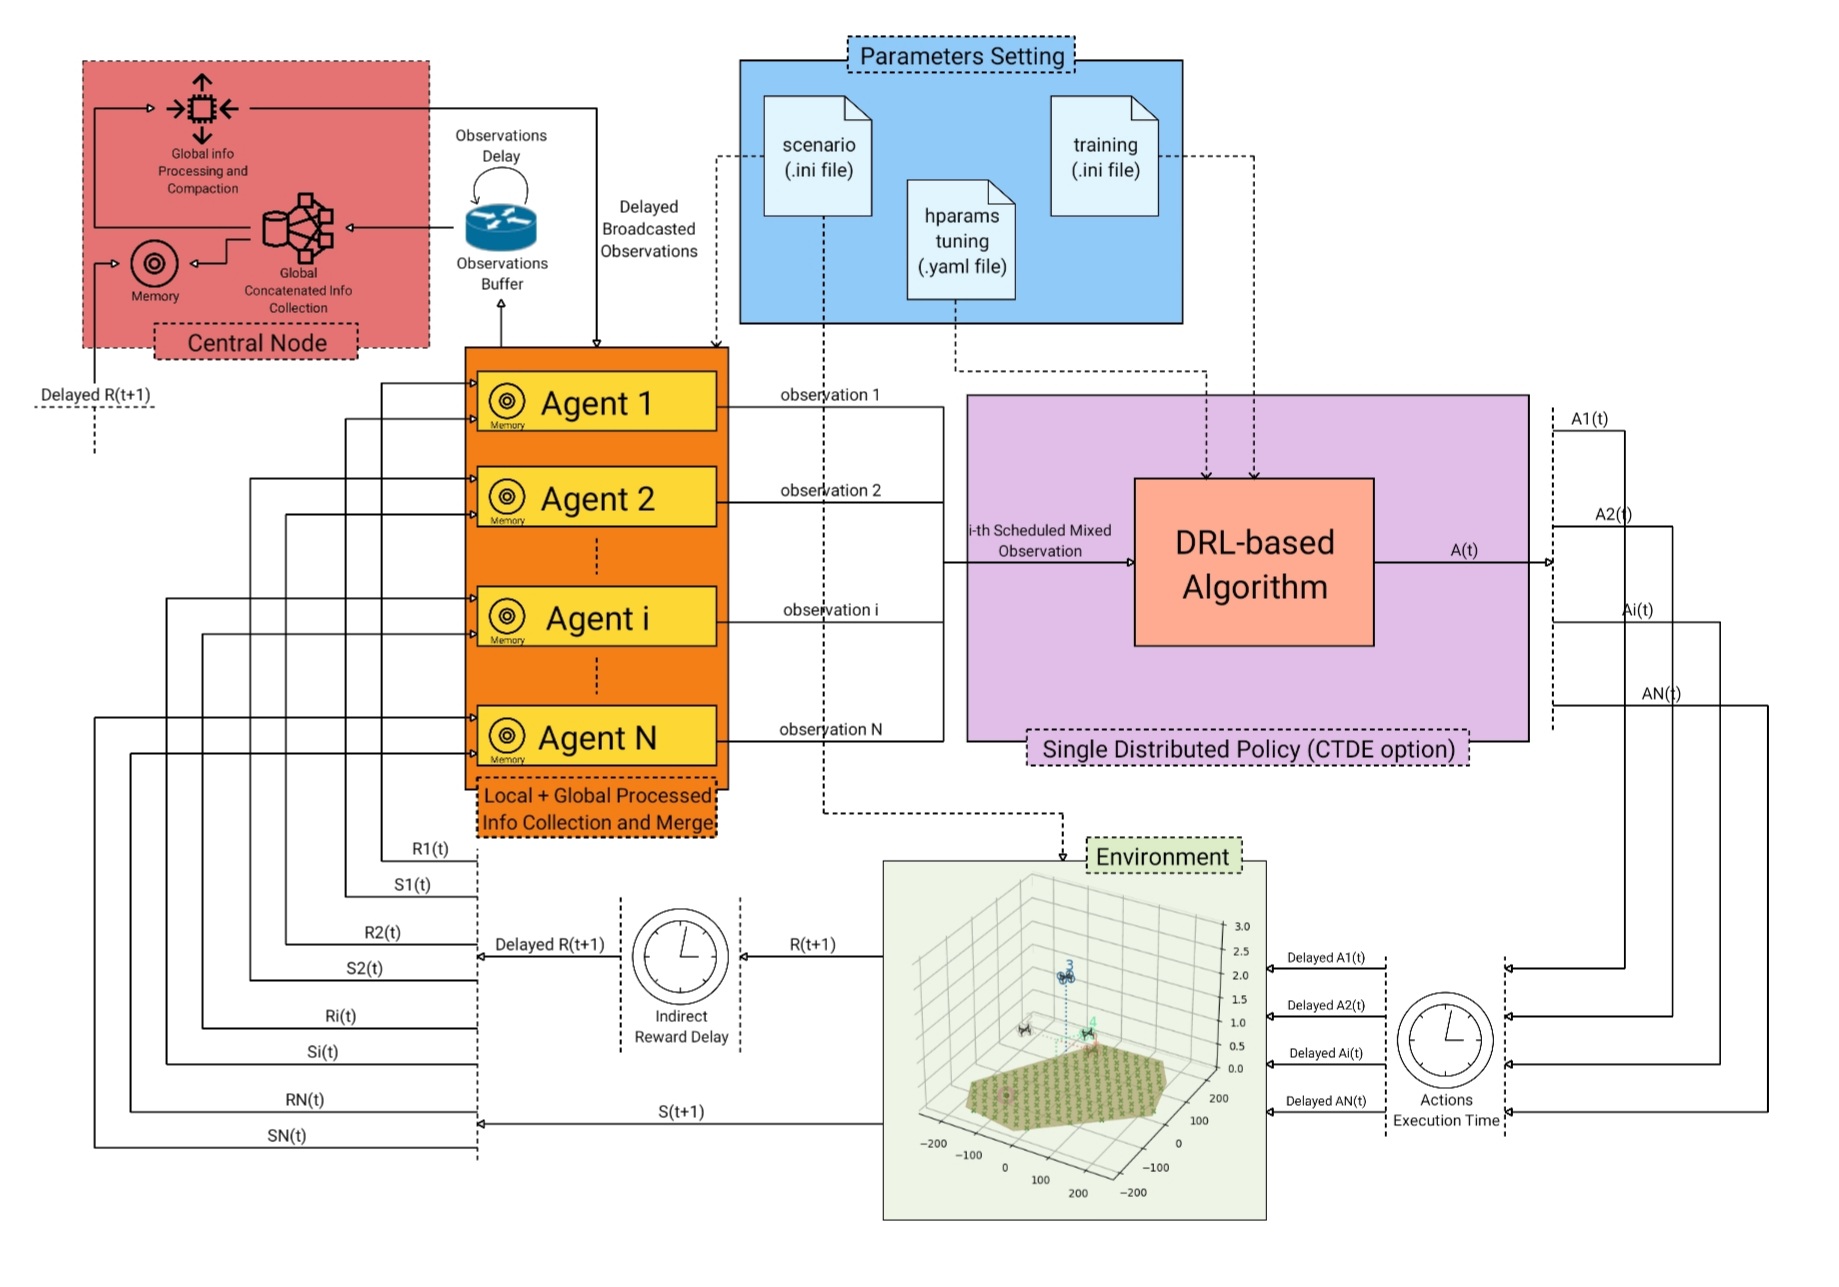 Parameters Setting
scenario
(.ini file)
hparams
tuning
(.yaml file)
training
(.ini file)
Global info
Processing and
Compaction
Global
Concatenated Info
Collection
Memory
Central Node
Delayed R(t+1)
Observations
Delay
Observations
Buffer
Delayed
Broadcasted
Observations
Agent 1
Memory
Agent 2
Memory
Agent i
Memory
Agent N
Memory
Local + Global Processed
Info Collection and Merge
observation 1
observation 2
observation i
observation N
i-th Scheduled Mixed
Observation
DRL-based
Algorithm
A(t)
Single Distributed Policy (CTDE option)
A1(t)
A2(t)
Ai(t)
AN(t)
R1(t)
S1(t)
R2(t)
S2(t)
Ri(t)
Si(t)
RN(t)
SN(t)
Delayed R(t+1)
Indirect
Reward Delay
R(t+1)
S(t+1)
Environment
3
4
3.0
2.5
2.0
1.5
1.0
0.5
0.0
200
100
0
−100
−200
−200
−100
0
100
200
Delayed A1(t)
Delayed A2(t)
Delayed Ai(t)
Delayed AN(t)
Actions
Execution Time